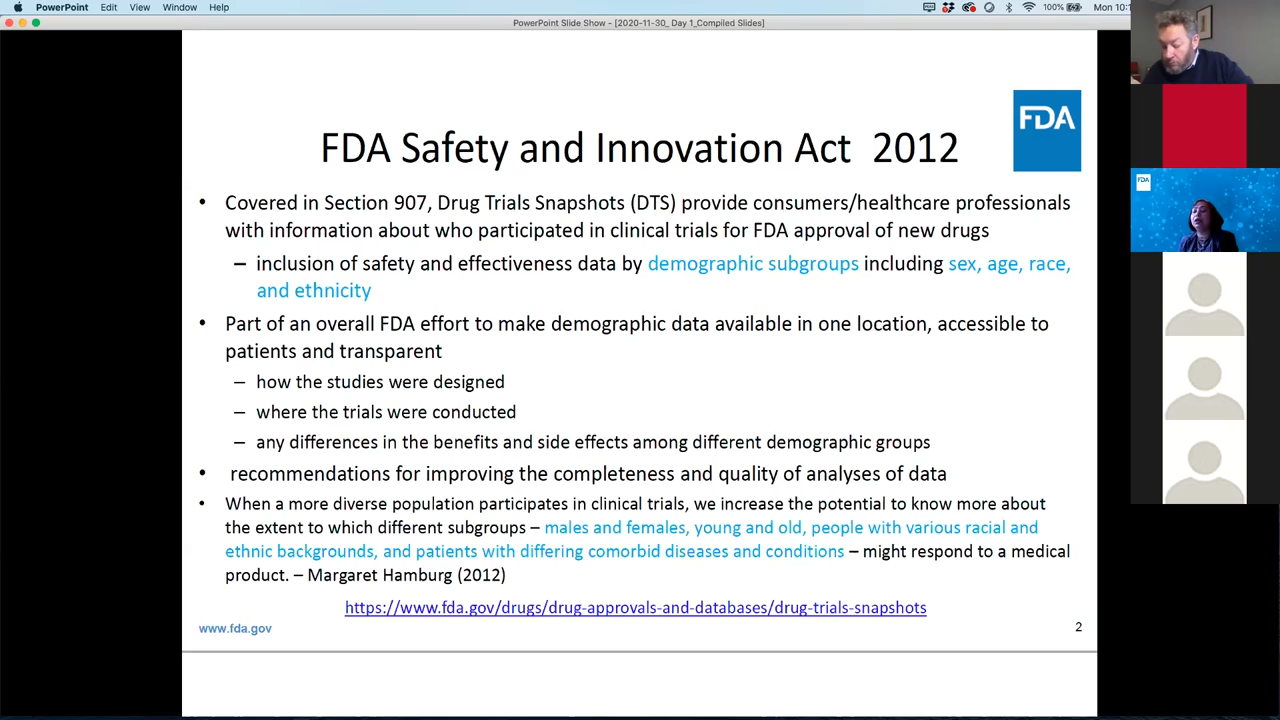 PowerPoint Edit View Window Help 100% Mon 10:1
PowerPoint Slide Show - [2020-11-30_ Day 1_Compiled Slides]
FDA
FDA Safety and Innovation Act 2012
• Covered in Section 907, Drug Trials Snapshots (DTS) provide consumers/healthcare professionals
with information about who participated in clinical trials for FDA approval of new drugs
– inclusion of safety and effectiveness data by demographic subgroups including sex, age, race,
and ethnicity
• Part of an overall FDA effort to make demographic data available in one location, accessible to
patients and transparent
– how the studies were designed
– where the trials were conducted
– any differences in the benefits and side effects among different demographic groups
• recommendations for improving the completeness and quality of analyses of data
• When a more diverse population participates in clinical trials, we increase the potential to know more about
the extent to which different subgroups – males and females, young and old, people with various racial and
ethnic backgrounds, and patients with differing comorbid diseases and conditions – might respond to a medical
product. – Margaret Hamburg (2012)
https://www.fda.gov/drugs/drug-approvals-and-databases/drug-trials-snapshots
www.fda.gov 2
FDA